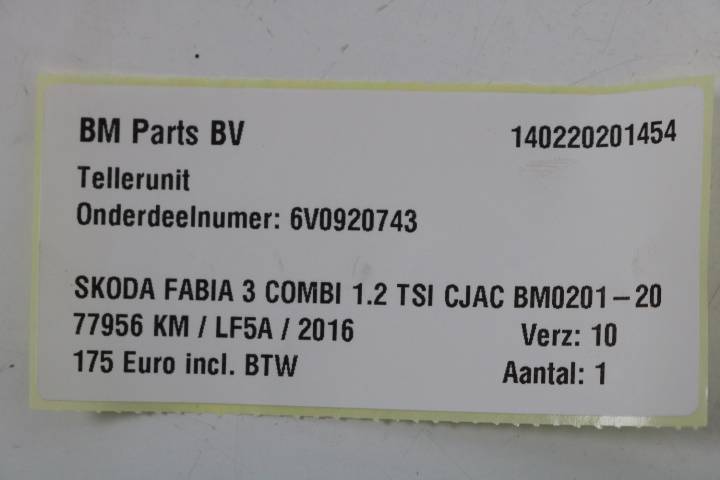 BM Parts BV 140220201454
Tellerunit
Onderdeelnumer: 6V0920743
SKODA FABIA 3 COMBI 1.2 TSI CJAC BM0201-20
77956 KM / LF5A / 2016 Verz: 10
175 Euro incl. BTW Aantal: 1